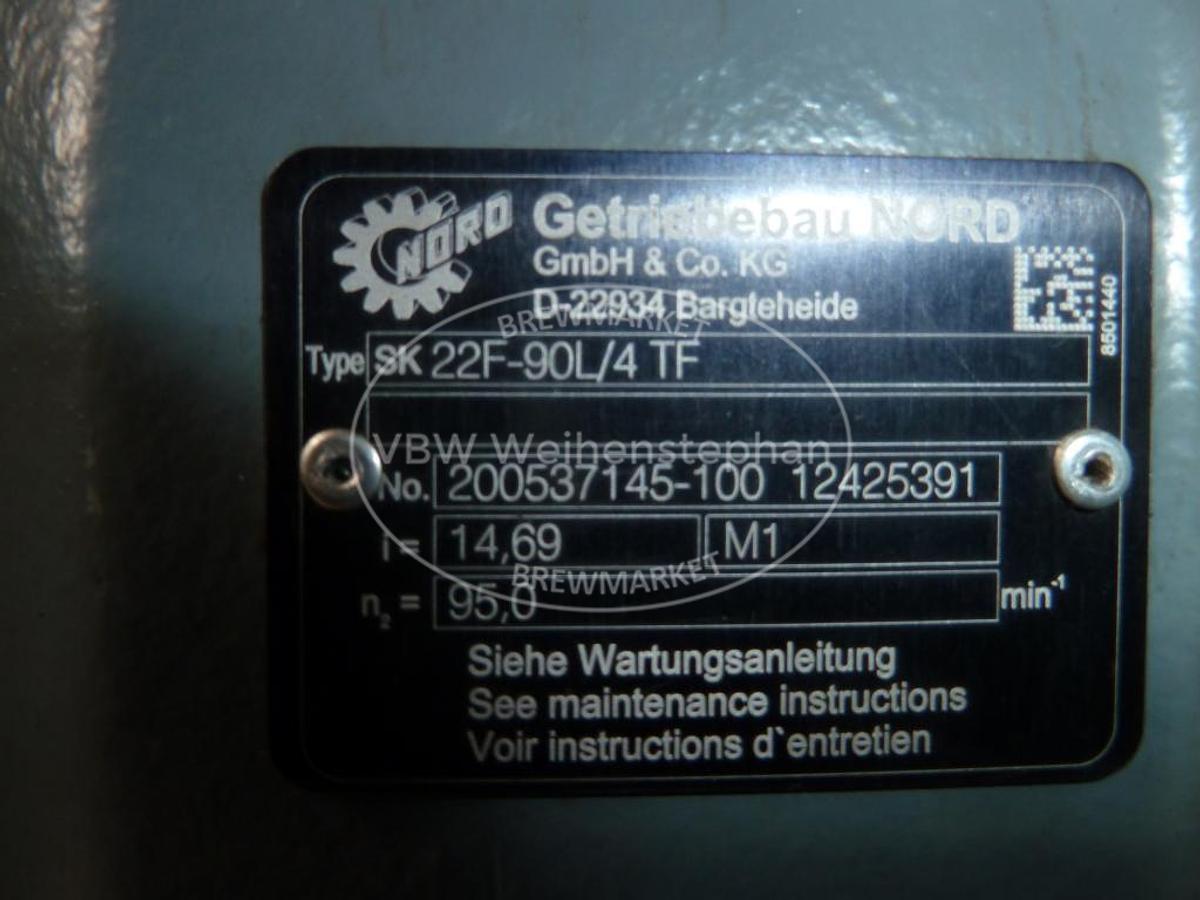 NORD
Getriebebau NORD
GmbH & Co. KG
D-22934 Bargteheide
8501440
Type SK 22F-90L/4 TF
No. 200537145-100 12425391
i = 14,69 M1
n₂ = 95,0 min⁻¹
Siehe Wartungsanleitung
See maintenance instructions
Voir instructions d`entretien
BREWMARKET
VBW Weihenstephan
BREWMARKET